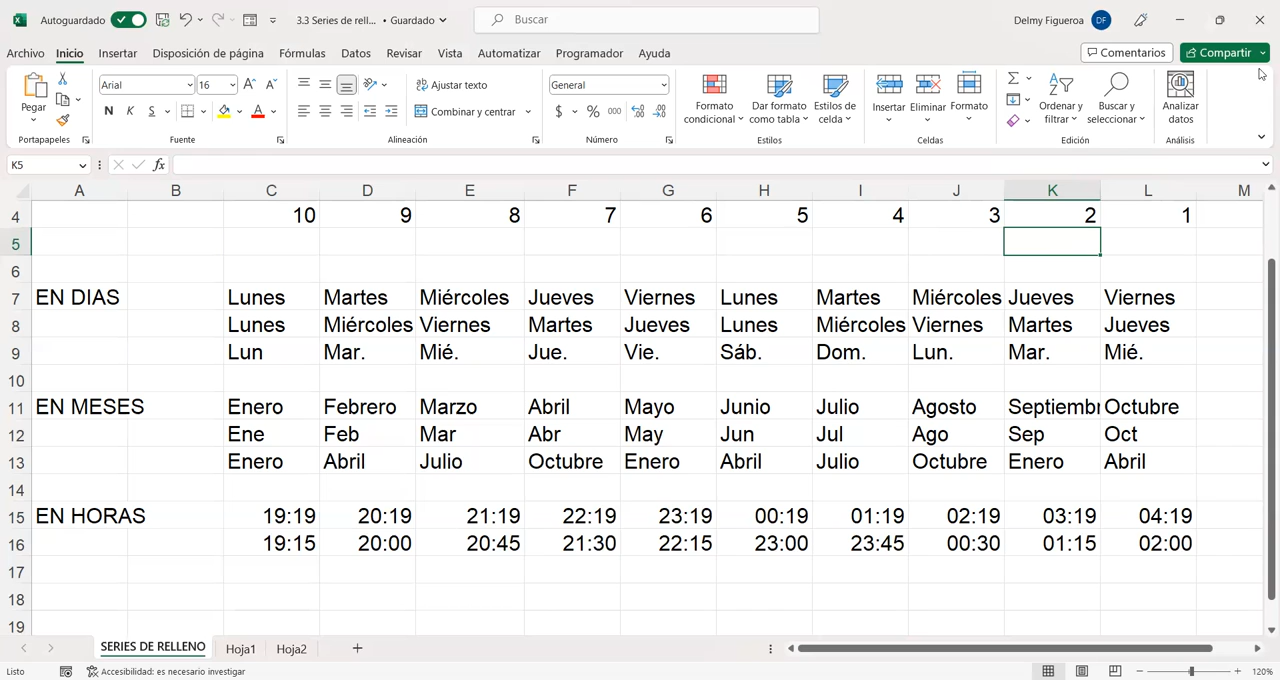 Autoguardado 3.3 Series de rell... • Guardado Buscar Delmy Figueroa DF
Archivo Inicio Insertar Disposición de página Fórmulas Datos Revisar Vista Automatizar Programador Ayuda Comentarios Compartir
Pegar Arial 16 Ajustar texto General Formato condicional Dar formato como tabla Estilos de celda Insertar Eliminar Formato Ordenar y filtrar Buscar y seleccionar Analizar datos
N K S Combinar y centrar $ % 000
Portapapeles Fuente Alineación Número Estilos Celdas Edición Análisis
K5 fx
A B C D E F G H I J K L M
4 10 9 8 7 6 5 4 3 2 1
5
6
7 EN DIAS Lunes Martes Miércoles Jueves Viernes Lunes Martes Miércoles Jueves Viernes
8 Lunes Miércoles Viernes Martes Jueves Lunes Miércoles Viernes Martes Jueves
9 Lun Mar. Mié. Jue. Vie. Sáb. Dom. Lun. Mar. Mié.
10
11 EN MESES Enero Febrero Marzo Abril Mayo Junio Julio Agosto Septiembr Octubre
12 Ene Feb Mar Abr May Jun Jul Ago Sep Oct
13 Enero Abril Julio Octubre Enero Abril Julio Octubre Enero Abril
14
15 EN HORAS 19:19 20:19 21:19 22:19 23:19 00:19 01:19 02:19 03:19 04:19
16 19:15 20:00 20:45 21:30 22:15 23:00 23:45 00:30 01:15 02:00
17
18
19
SERIES DE RELLENO Hoja1 Hoja2
Listo Accesibilidad: es necesario investigar 120%